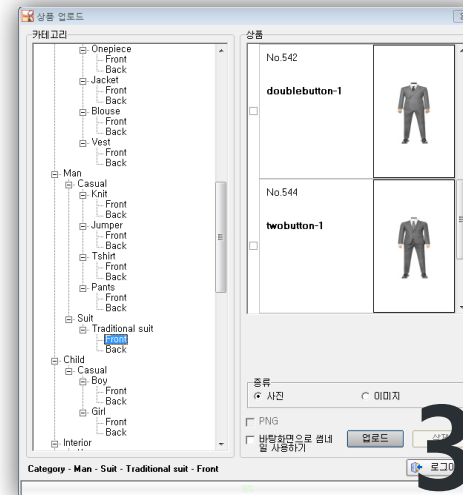 상품 업로드
카테고리
Onepiece
Front
Back
Jacket
Front
Back
Blouse
Front
Back
Vest
Front
Back
Man
Casual
Knit
Front
Back
Jumper
Front
Back
Tshirt
Front
Back
Pants
Front
Back
Suit
Traditional suit
Front
Back
Child
Casual
Boy
Front
Back
Girl
Front
Back
Interior
Category - Man - Suit - Traditional suit - Front
상품
No.542
doublebutton-1
No.544
twobutton-1
종류
사진
이미지
PNG
바탕화면으로 썸네
일 사용하기
업로드
로그
3